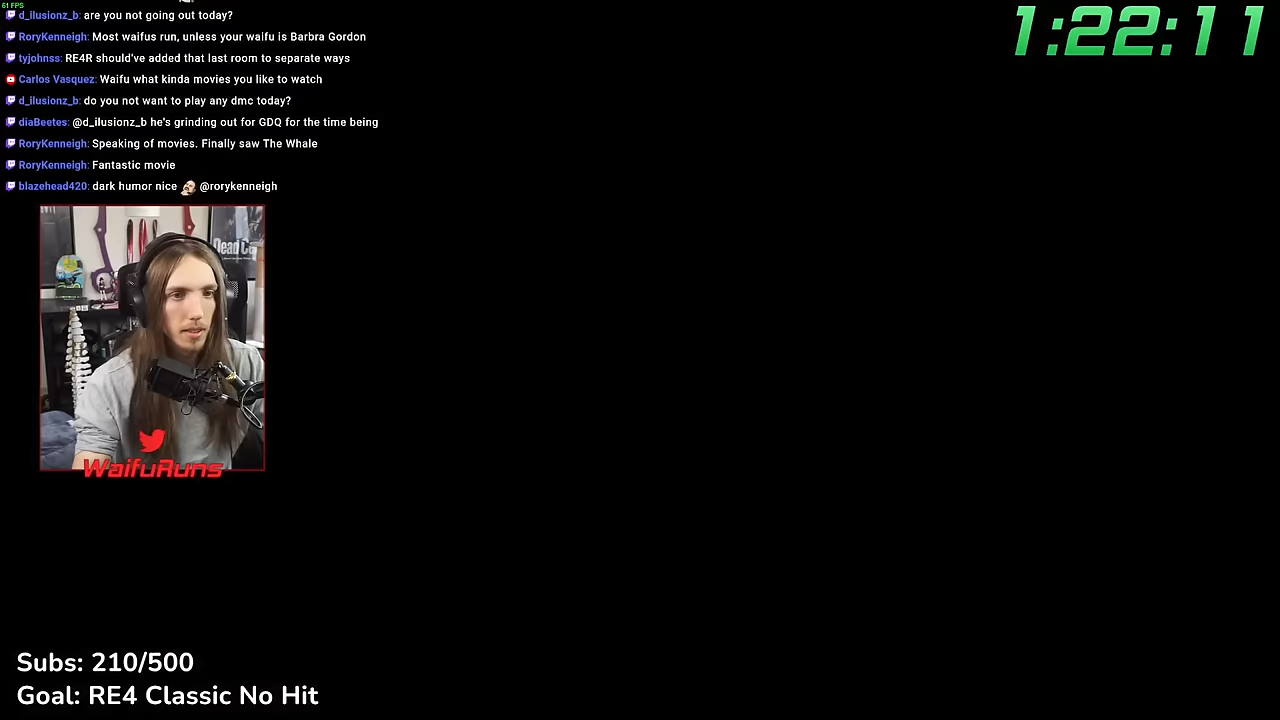 61 FPS
d_ilusionz_b: are you not going out today?
RoryKenneigh: Most waifus run, unless your waifu is Barbra Gordon
tyjohnss: RE4R should've added that last room to separate ways
Carlos Vasquez: Waifu what kinda movies you like to watch
d_ilusionz_b: do you not want to play any dmc today?
diaBeetes: @d_ilusionz_b he's grinding out for GDQ for the time being
RoryKenneigh: Speaking of movies. Finally saw The Whale
RoryKenneigh: Fantastic movie
blazehead420: dark humor nice @rorykenneigh
1:22:11
Dead
WaifuRuns
Subs: 210/500
Goal: RE4 Classic No Hit